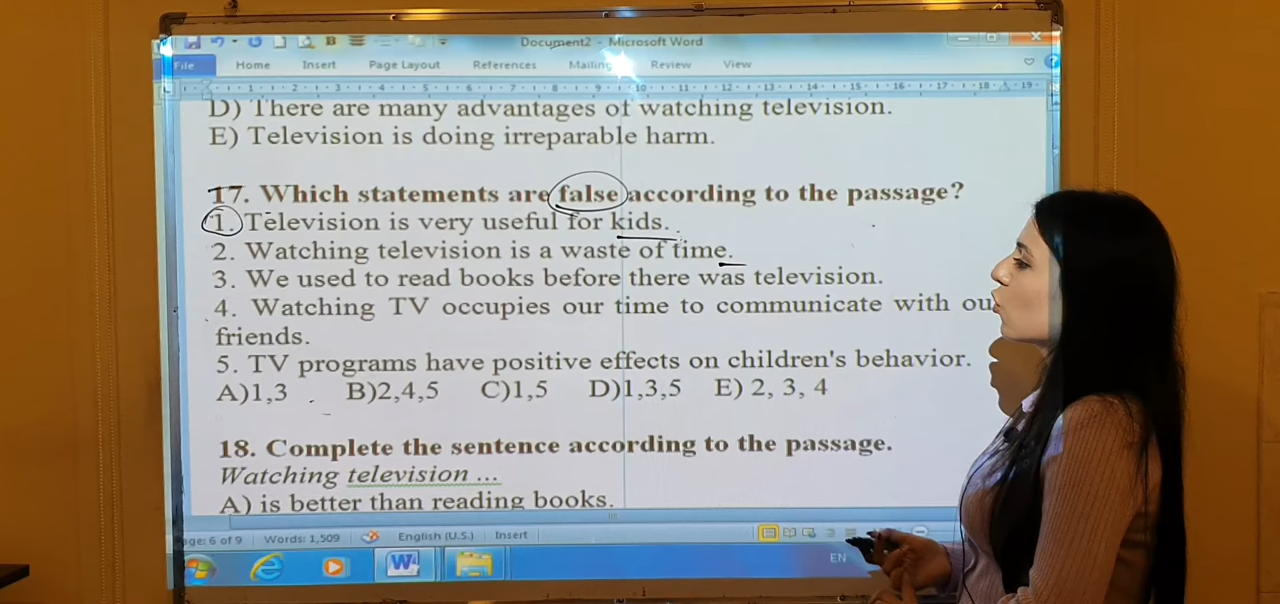 Document2 - Microsoft Word
File Home Insert Page Layout References Mailing Review View
D) There are many advantages of watching television.
E) Television is doing irreparable harm.
17. Which statements are false according to the passage?
1. Television is very useful for kids.
2. Watching television is a waste of time.
3. We used to read books before there was television.
4. Watching TV occupies our time to communicate with ou
friends.
5. TV programs have positive effects on children's behavior.
A)1,3 B)2,4,5 C)1,5 D)1,3,5 E) 2, 3, 4
18. Complete the sentence according to the passage.
Watching television ...
A) is better than reading books.
age: 6 of 9 Words: 1,509 English (U.S.) Insert
EN